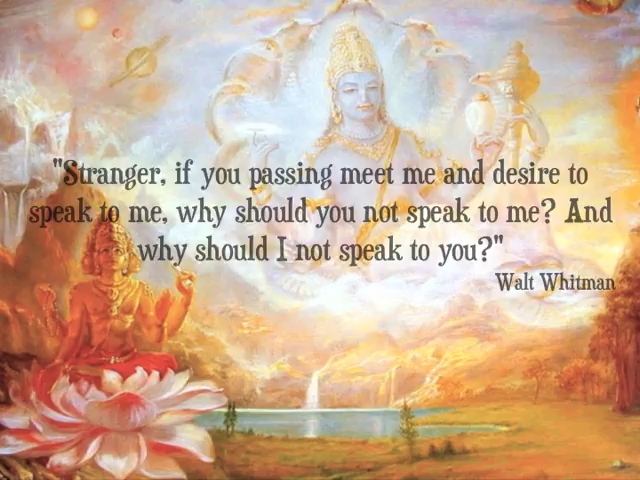 "Stranger, if you passing meet me and desire to
speak to me, why should you not speak to me? And
why should I not speak to you?"
Walt Whitman